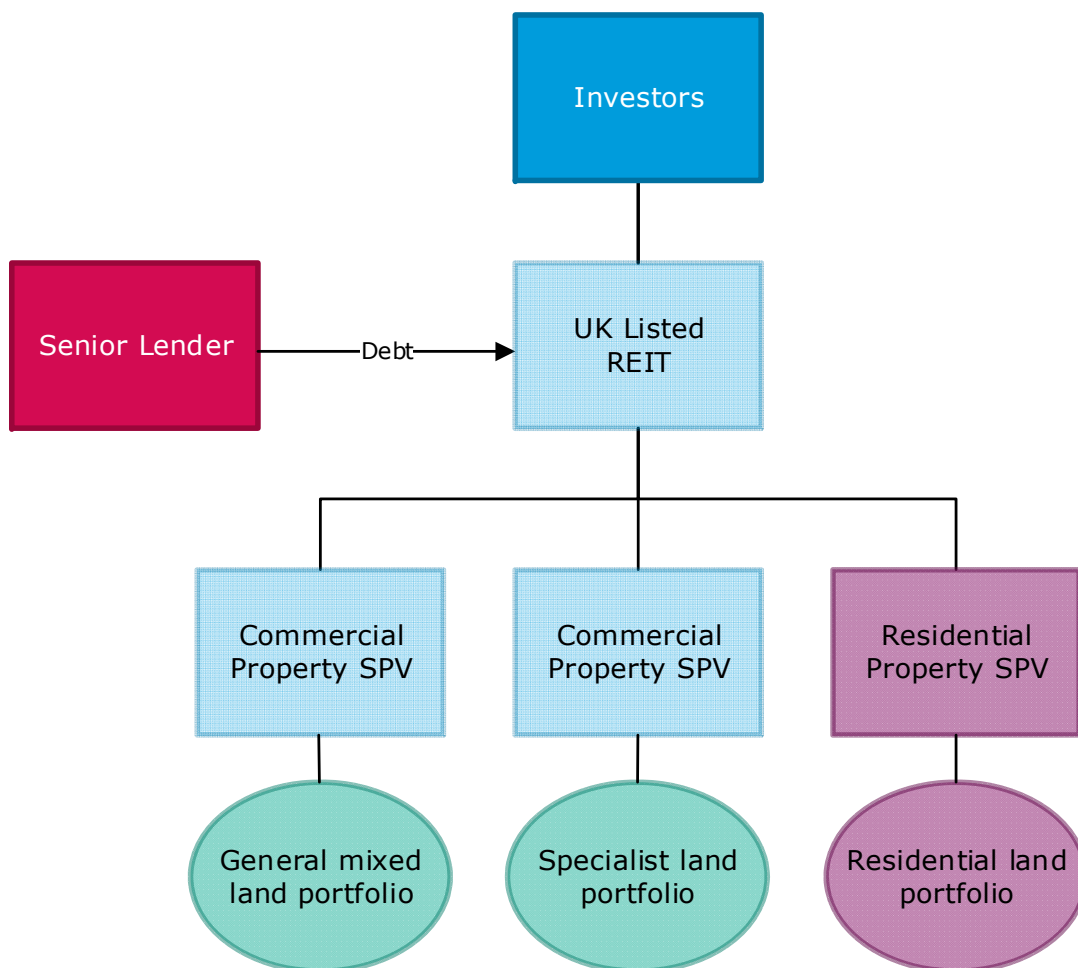 Investors
Senior Lender
Debt
UK Listed
REIT
Commercial
Property SPV
Commercial
Property SPV
Residential
Property SPV
General mixed
land portfolio
Specialist land
portfolio
Residential land
portfolio